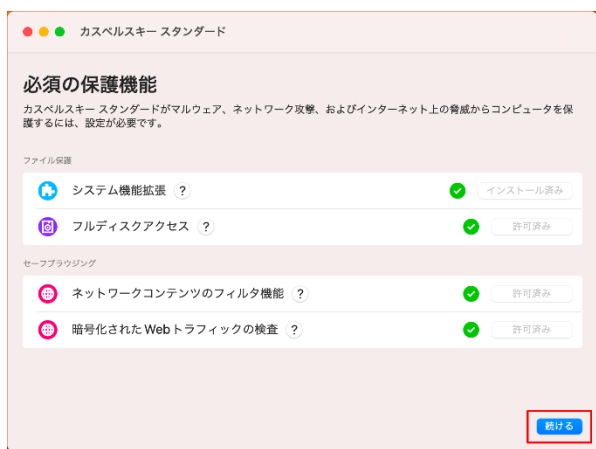 カスペルスキー スタンダード
必須の保護機能
カスペルスキー スタンダードがマルウェア、ネットワーク攻撃、およびインターネット上の脅威からコンピュータを保
護するには、設定が必要です。
ファイル保護
システム機能拡張 ? インストール済み
フルディスクアクセス ? 許可済み
セーフブラウジング
ネットワークコンテンツのフィルタ機能 ? 許可済み
暗号化された Web トラフィックの検査 ? 許可済み
続ける